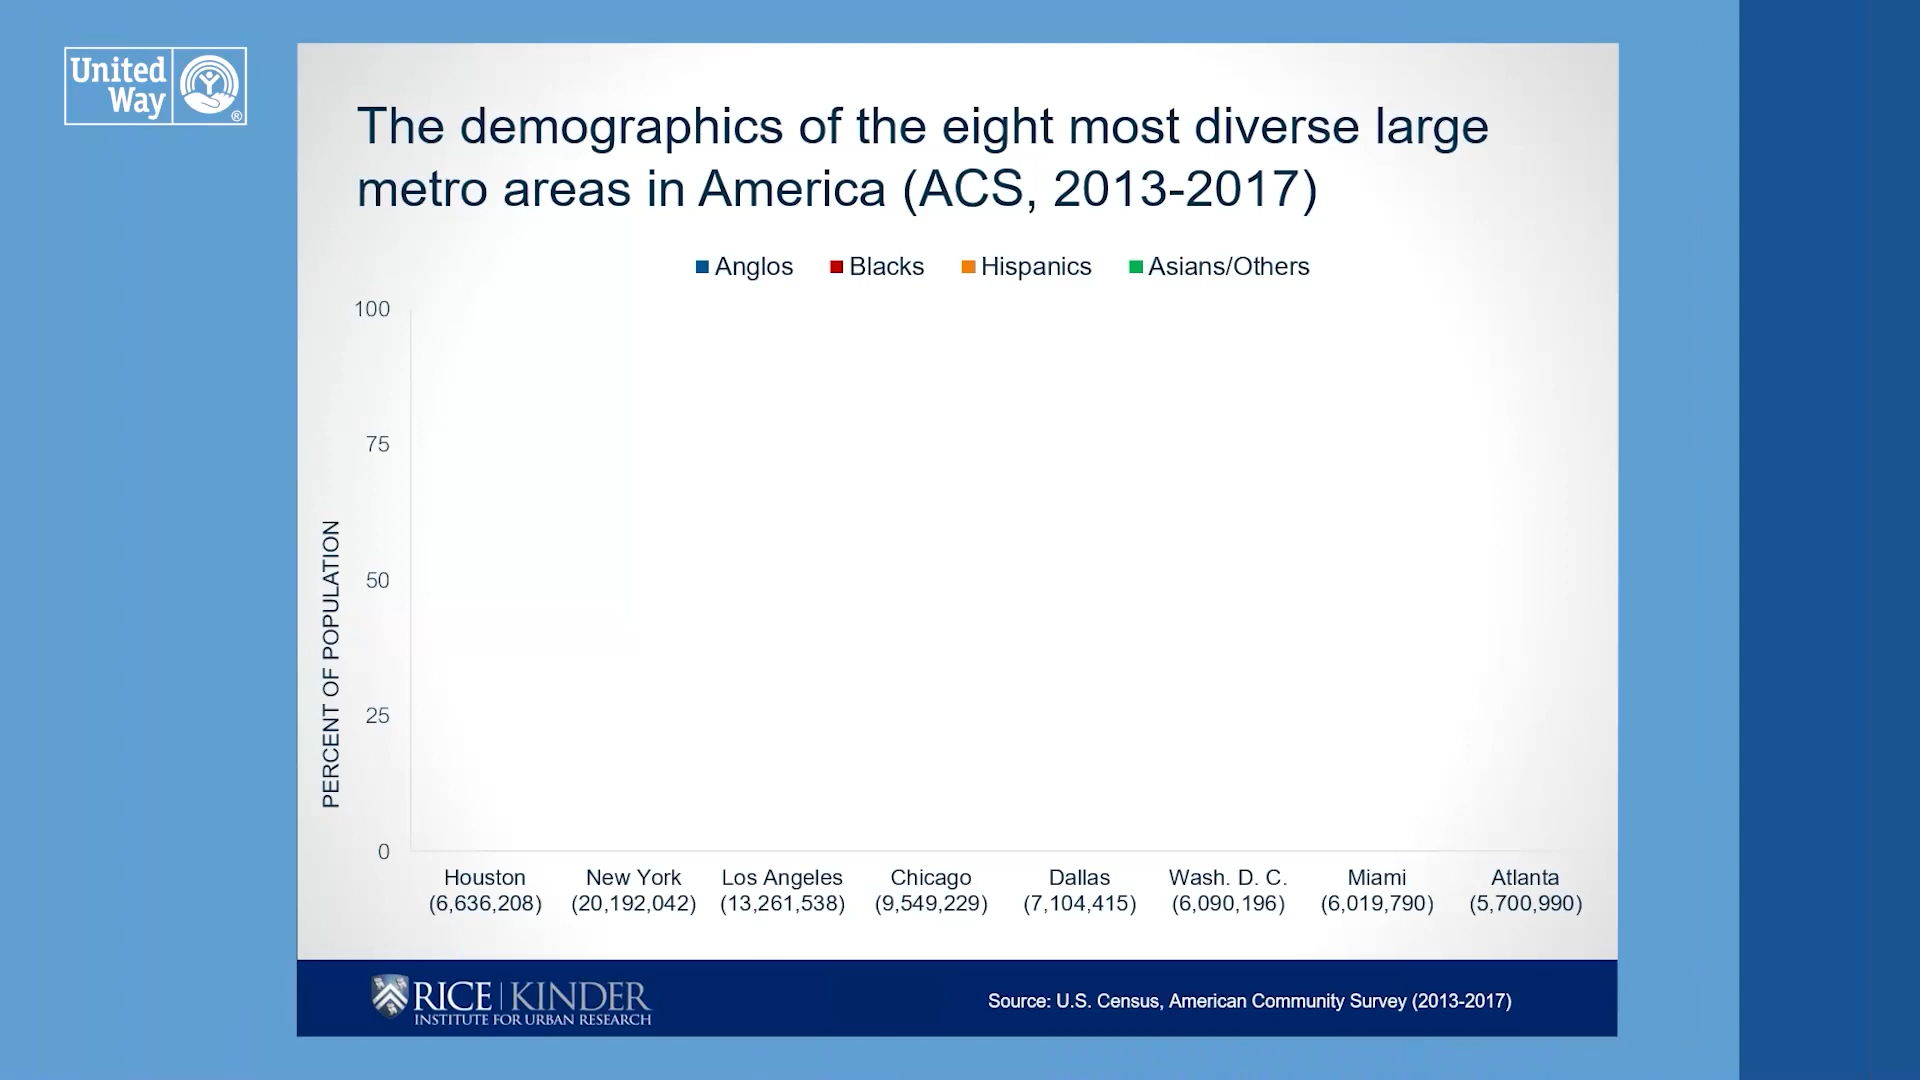 United
Way
®
The demographics of the eight most diverse large
metro areas in America (ACS, 2013-2017)
Anglos Blacks Hispanics Asians/Others
PERCENT OF POPULATION
100
75
50
25
0
Houston New York Los Angeles Chicago Dallas Wash. D. C. Miami Atlanta
(6,636,208) (20,192,042) (13,261,538) (9,549,229) (7,104,415) (6,090,196) (6,019,790) (5,700,990)
RICE | KINDER
INSTITUTE FOR URBAN RESEARCH
Source: U.S. Census, American Community Survey (2013-2017)